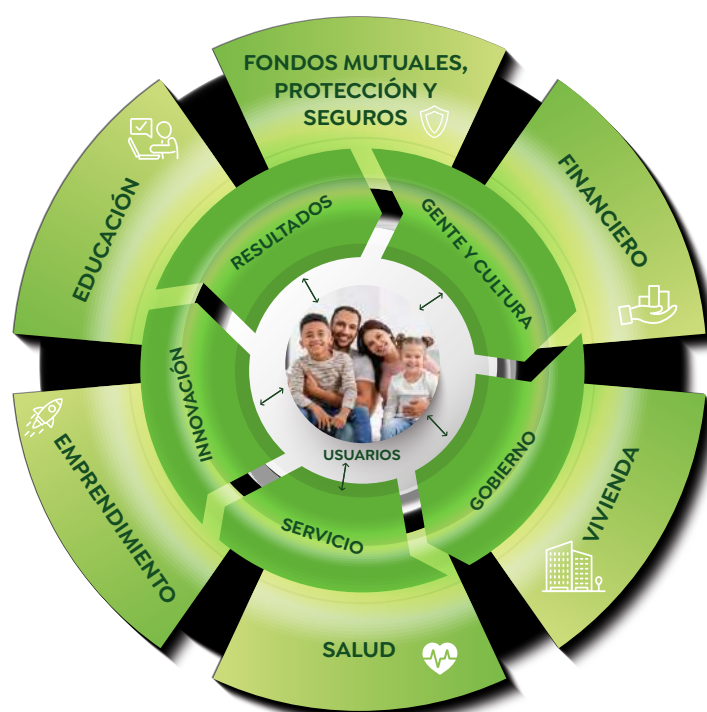 FONDOS MUTUALES,
PROTECCIÓN Y
SEGUROS
FINANCIERO
VIVIENDA
SALUD
EMPRENDIMIENTO
EDUCACIÓN
RESULTADOS
GENTE Y CULTURA
GOBIERNO
SERVICIO
INNOVACIÓN
USUARIOS